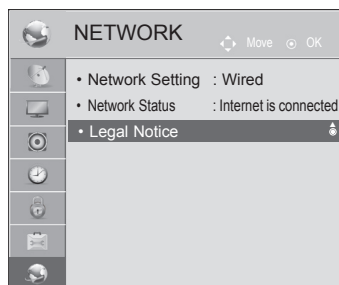 NETWORK
Move OK
• Network Setting : Wired
• Network Status : Internet is connected
• Legal Notice